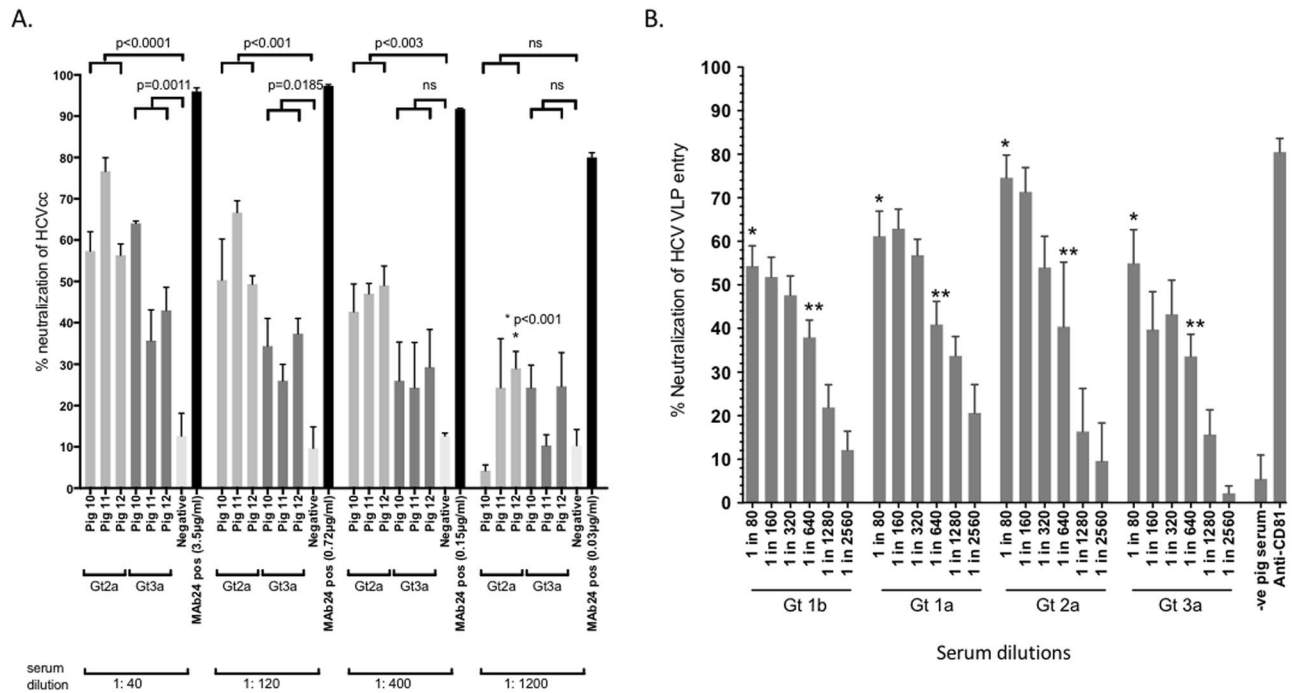 A.
p<0.0001
p<0.001
p<0.003
ns
p=0.0011
p=0.0185
ns
ns
100
90
80
70
60
50
40
30
20
10
0
% neutralization of HCVcc
* p<0.001
*
Pig 10
Pig 11
Pig 12
Pig 10
Pig 11
Pig 12
Negative
MAb24 pos (3.5µg/ml)
Pig 10
Pig 11
Pig 12
Pig 10
Pig 11
Pig 12
Negative
MAb24 pos (0.72µg/ml)
Pig 10
Pig 11
Pig 12
Pig 10
Pig 11
Pig 12
Negative
MAb24 pos (0.15µg/ml)
Pig 10
Pig 11
Pig 12
Pig 10
Pig 11
Pig 12
Negative
MAb24 pos (0.03µg/ml)
Gt2a Gt3a Gt2a Gt3a Gt2a Gt3a Gt2a Gt3a
serum
dilution 1: 40 1: 120 1: 400 1: 1200
B.
100
90
80
70
60
50
40
30
20
10
0
% Neutralization of HCV VLP entry
* ** * ** * ** * **
1 in 80
1 in 160
1 in 320
1 in 640
1 in 1280
1 in 2560
1 in 80
1 in 160
1 in 320
1 in 640
1 in 1280
1 in 2560
1 in 80
1 in 160
1 in 320
1 in 640
1 in 1280
1 in 2560
1 in 80
1 in 160
1 in 320
1 in 640
1 in 1280
1 in 2560
-ve pig serum
Anti-CD81
Gt 1b Gt 1a Gt 2a Gt 3a
Serum dilutions